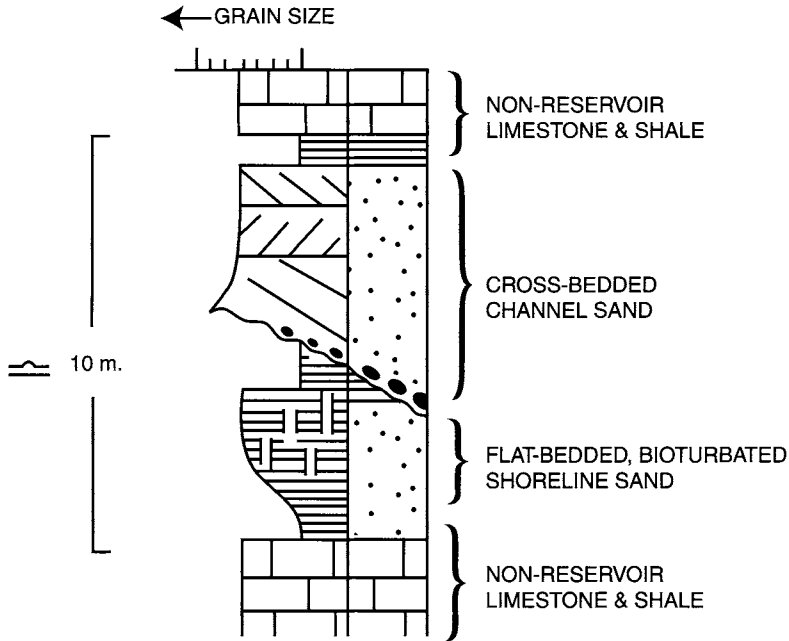 GRAIN SIZE
NON-RESERVOIR
LIMESTONE & SHALE
CROSS-BEDDED
CHANNEL SAND
10 m.
FLAT-BEDDED, BIOTURBATED
SHORELINE SAND
NON-RESERVOIR
LIMESTONE & SHALE